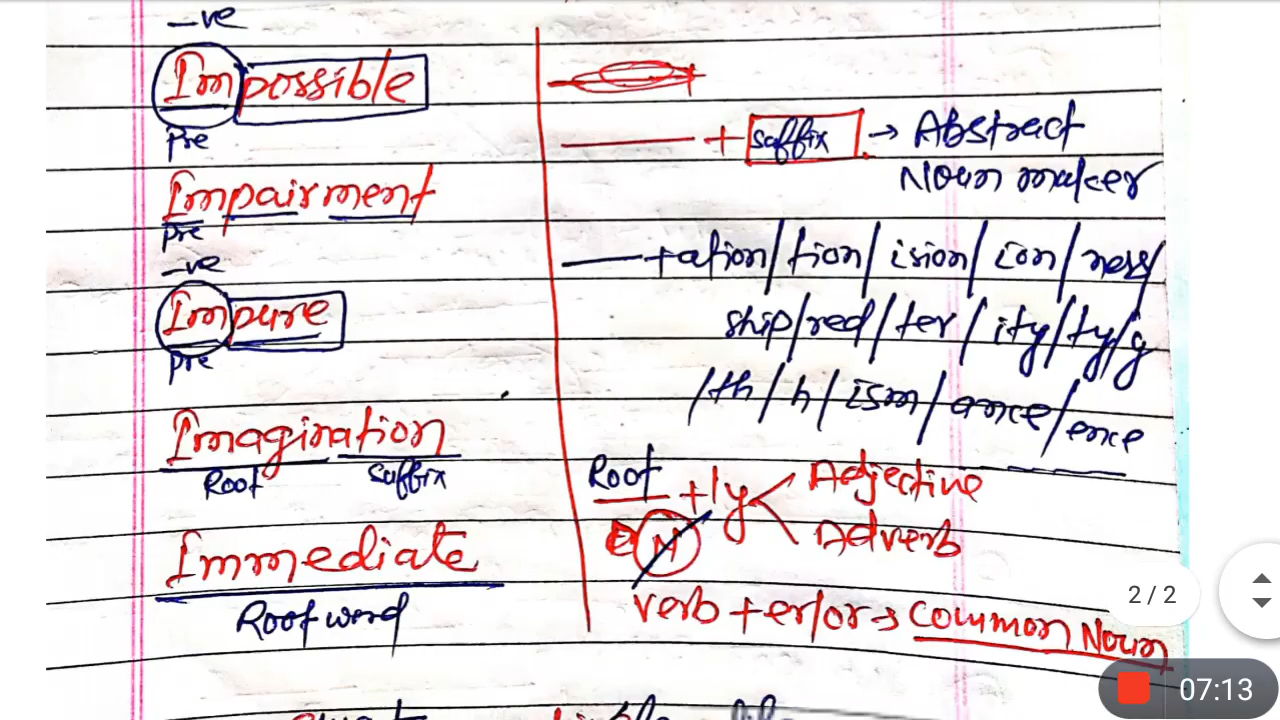 -ve
Impossible
Pre
Impairment
Pre
-ve
Impure
Pre
Imagination
Root suffix
Immediate
Root word
+ suffix → Abstract
Noun maker
+ ation/tion/ision/ion/ness/
ship/red/ter/ity/ty/y
/th/h/ism/ance/ence
Root + ly < Adjective
Adverb
N
verb + er/or → Common Noun
2/2
07:13